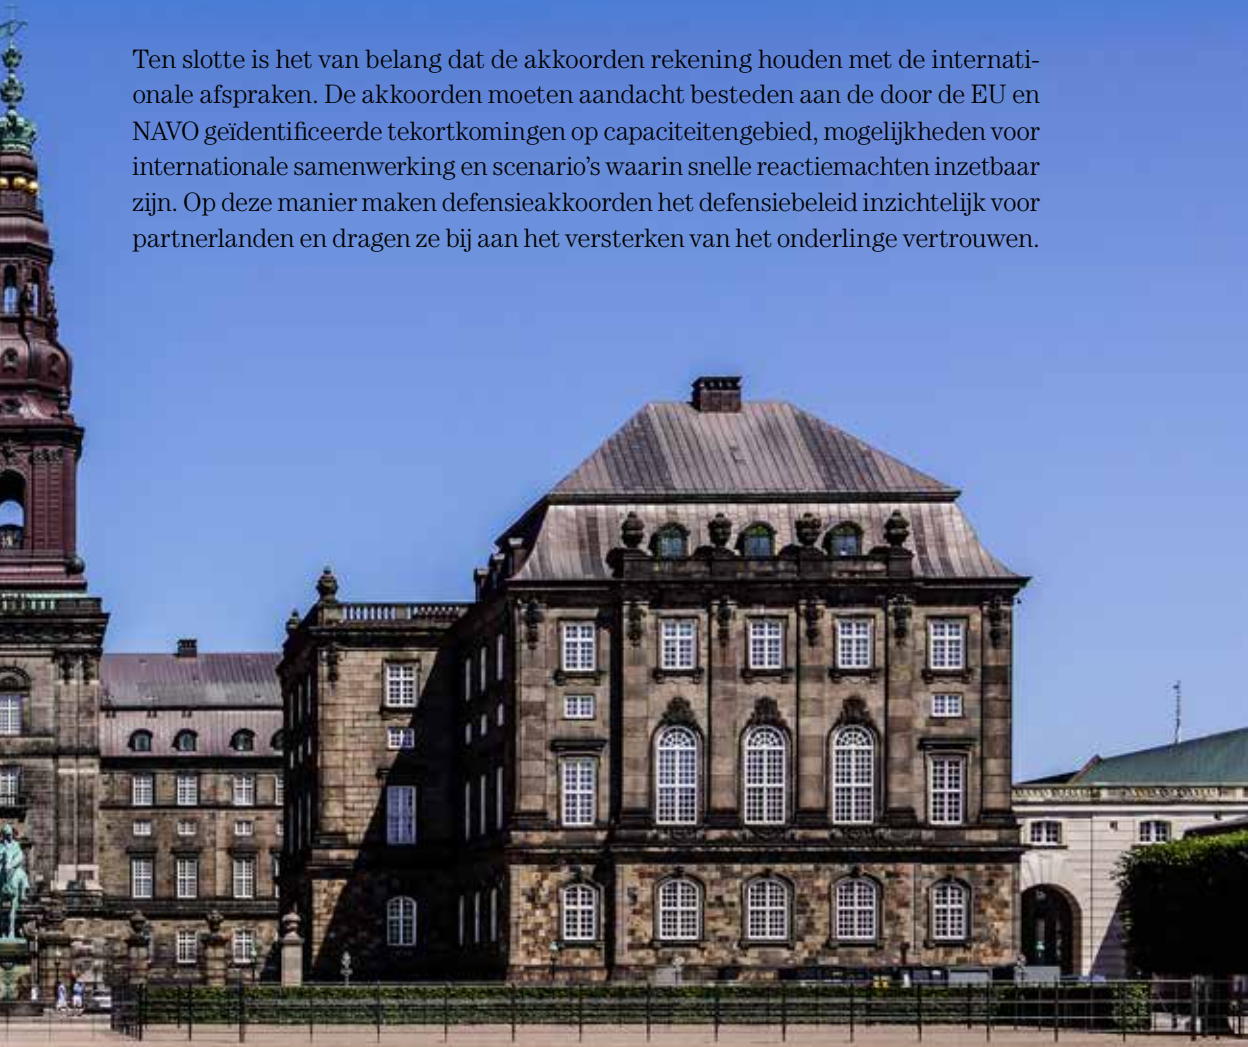 Ten slotte is het van belang dat de akkoorden rekening houden met de internati-
onale afspraken. De akkoorden moeten aandacht besteden aan de door de EU en
NAVO geïdentificeerde tekortkomingen op capaciteitengebied, mogelijkheden voor
internationale samenwerking en scenario’s waarin snelle reactiemachten inzetbaar
zijn. Op deze manier maken defensieakkoorden het defensiebeleid inzichtelijk voor
partnerlanden en dragen ze bij aan het versterken van het onderlinge vertrouwen.